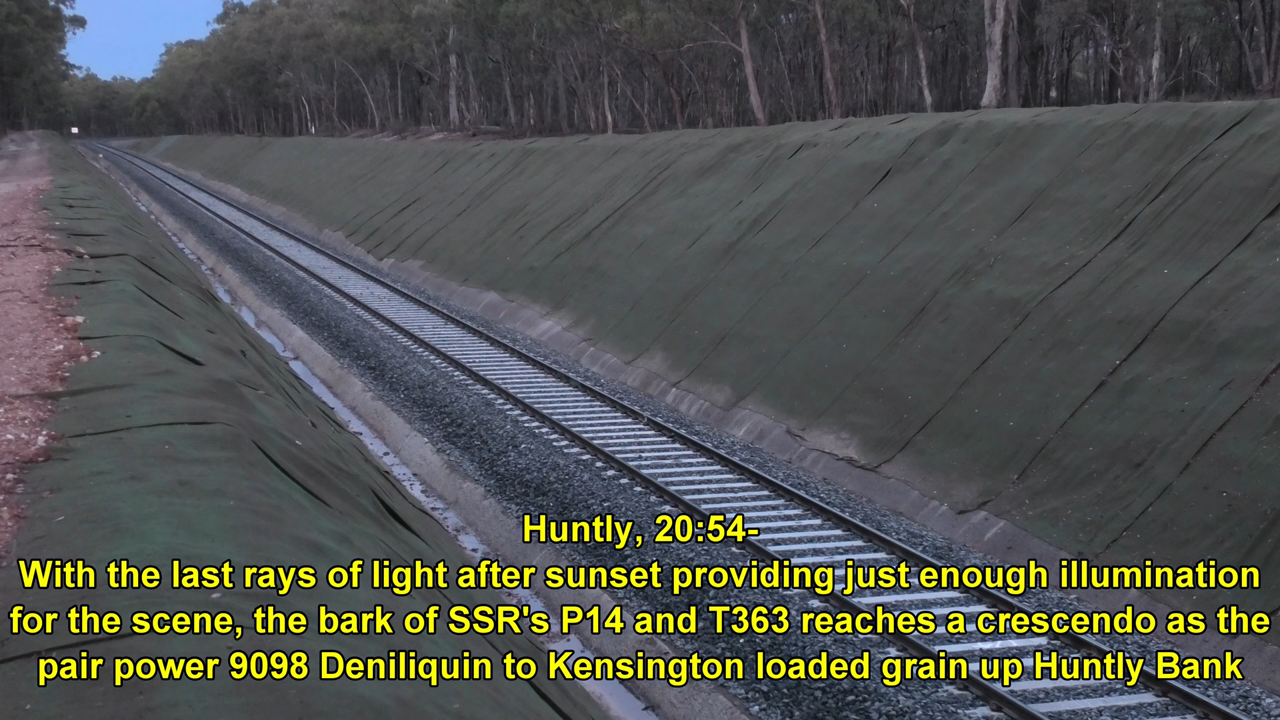 Huntly, 20:54-
With the last rays of light after sunset providing just enough illumination
for the scene, the bark of SSR's P14 and T363 reaches a crescendo as the
pair power 9098 Deniliquin to Kensington loaded grain up Huntly Bank